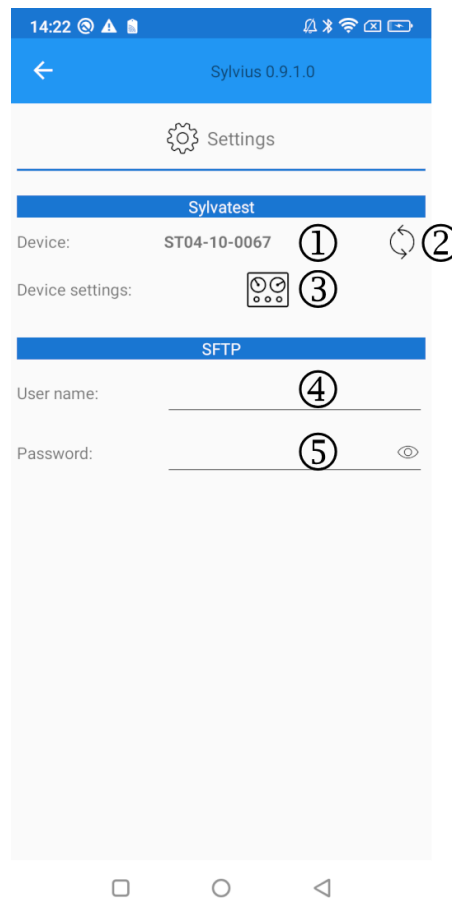 14:22
Sylvius 0.9.1.0
Settings
Sylvatest
Device: ST04-10-0067 ① ②
Device settings: ③
SFTP
User name: ④
Password: ⑤